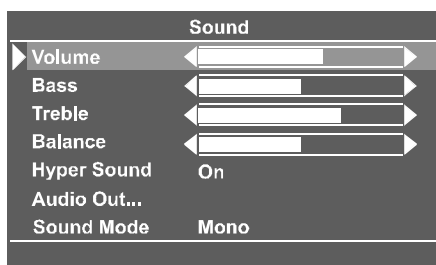 Sound
Volume
Bass
Treble
Balance
Hyper Sound On
Audio Out...
Sound Mode Mono